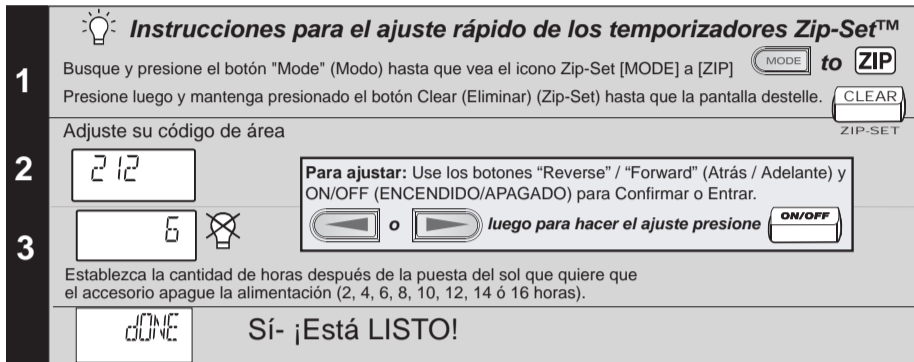 Instrucciones para el ajuste rápido de los temporizadores Zip-Set™
1
Busque y presione el botón "Mode" (Modo) hasta que vea el icono Zip-Set [MODE] a [ZIP] MODE to ZIP
Presione luego y mantenga presionado el botón Clear (Eliminar) (Zip-Set) hasta que la pantalla destelle. CLEAR
ZIP-SET
Adjuste su código de área
2
212
Para ajustar: Use los botones “Reverse” / “Forward” (Atrás / Adelante) y
ON/OFF (ENCENDIDO/APAGADO) para Confirmar o Entrar.
o luego para hacer el ajuste presione ON/OFF
3
6
Establezca la cantidad de horas después de la puesta del sol que quiere que
el accesorio apague la alimentación (2, 4, 6, 8, 10, 12, 14 ó 16 horas).
dONE
Sí- ¡Está LISTO!